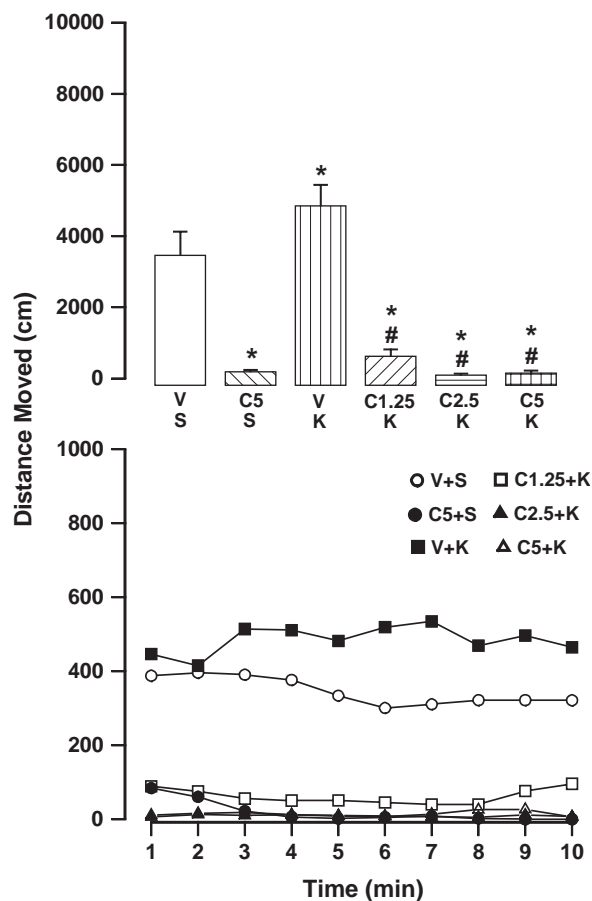 10000
8000
6000
4000
2000
0
*
*
*
#
*
#
*
#
V C5 V C1.25 C2.5 C5
S S K K K K
Distance Moved (cm)
1000
800
600
400
200
0
V+S C1.25+K
C5+S C2.5+K
V+K C5+K
1 2 3 4 5 6 7 8 9 10
Time (min)